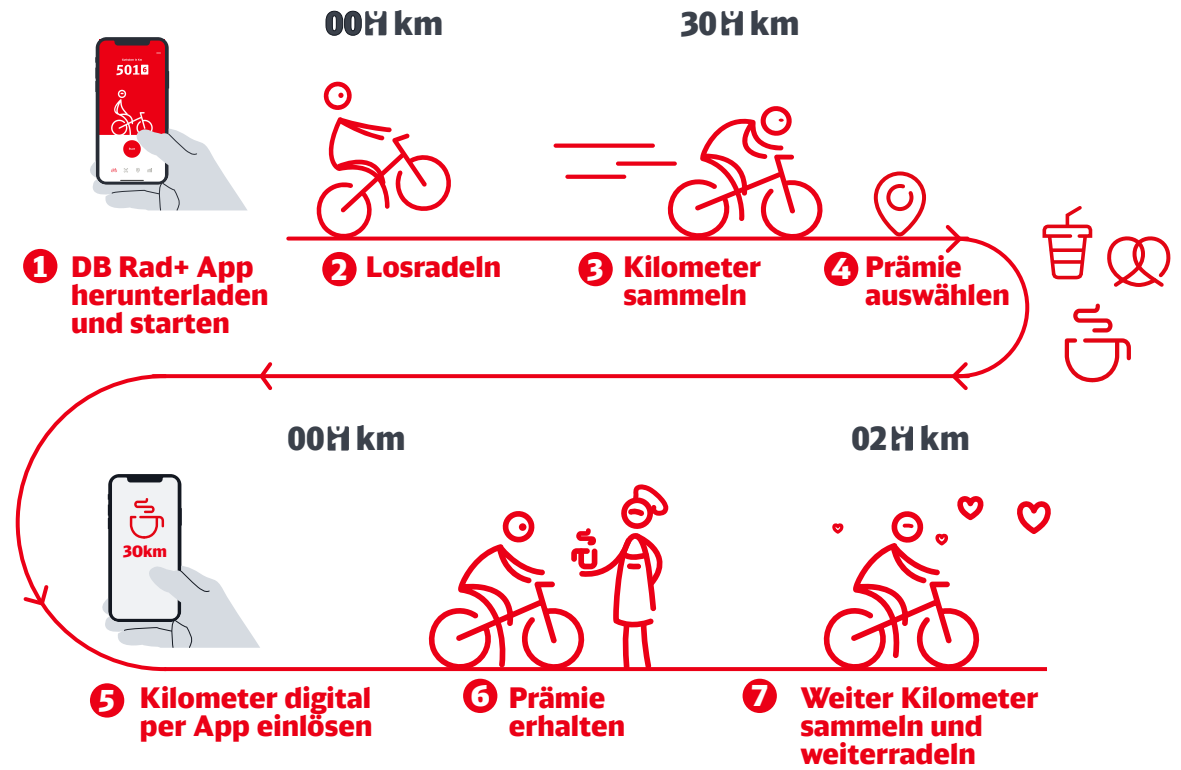 00 km
30 km
501 6
1 DB Rad+ App
herunterladen
und starten
2 Losradeln
3 Kilometer
sammeln
4 Prämie
auswählen
00 km
02 km
30km
5 Kilometer digital
per App einlösen
6 Prämie
erhalten
7 Weiter Kilometer
sammeln und
weiterradeln